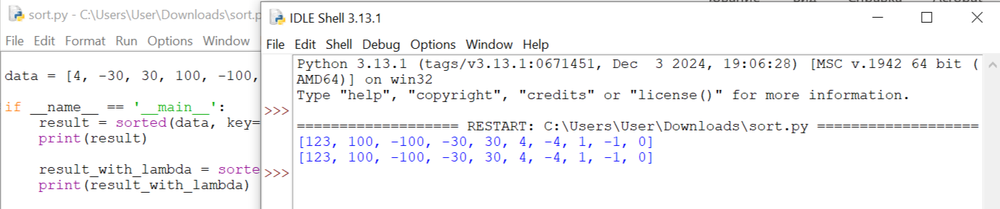 sort.py - C:\Users\User\Downloads\sort.p
File Edit Format Run Options Window
data = [4, -30, 30, 100, -100,
if __name__ == '__main__':
    result = sorted(data, key=
    print(result)
    result_with_lambda = sorte
    print(result_with_lambda)
IDLE Shell 3.13.1
File Edit Shell Debug Options Window Help
Python 3.13.1 (tags/v3.13.1:0671451, Dec  3 2024, 19:06:28) [MSC v.1942 64 bit (
AMD64)] on win32
Type "help", "copyright", "credits" or "license()" for more information.
>>>
=================== RESTART: C:\Users\User\Downloads\sort.py ===================
[123, 100, -100, -30, 30, 4, -4, 1, -1, 0]
[123, 100, -100, -30, 30, 4, -4, 1, -1, 0]
>>>